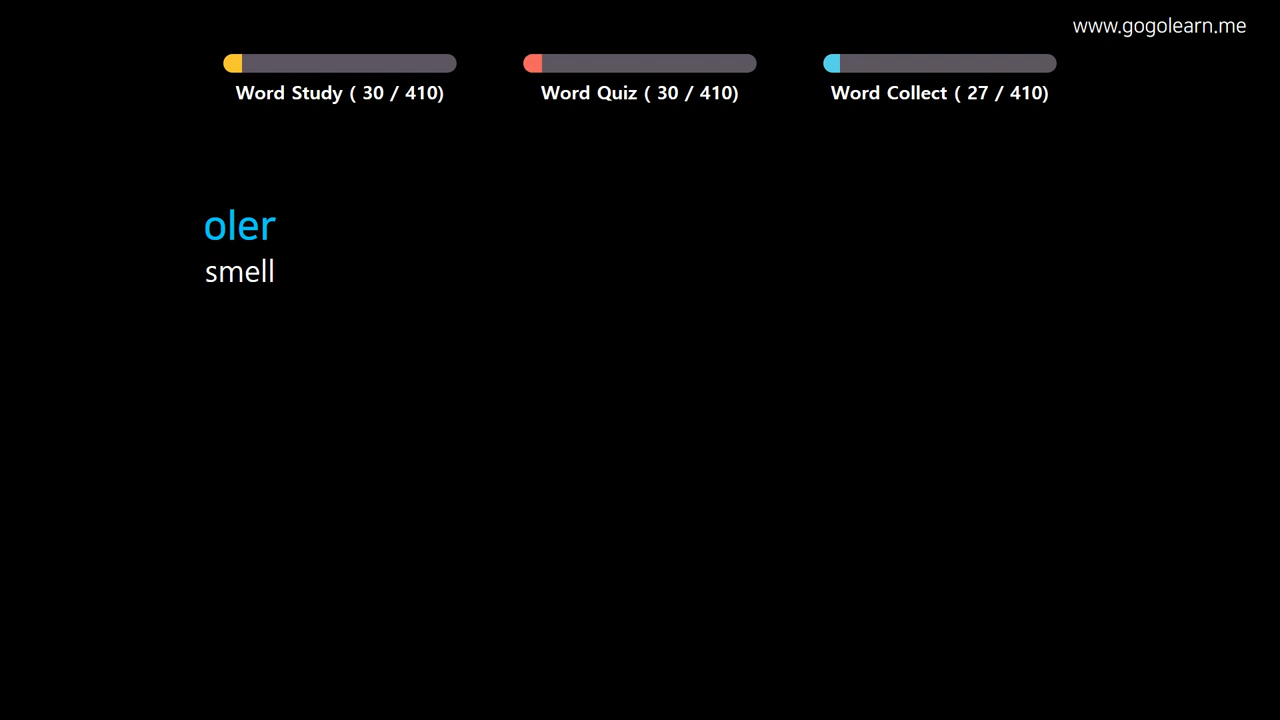 www.gogolearn.me
Word Study ( 30 / 410)
Word Quiz ( 30 / 410)
Word Collect ( 27 / 410)
oler
smell